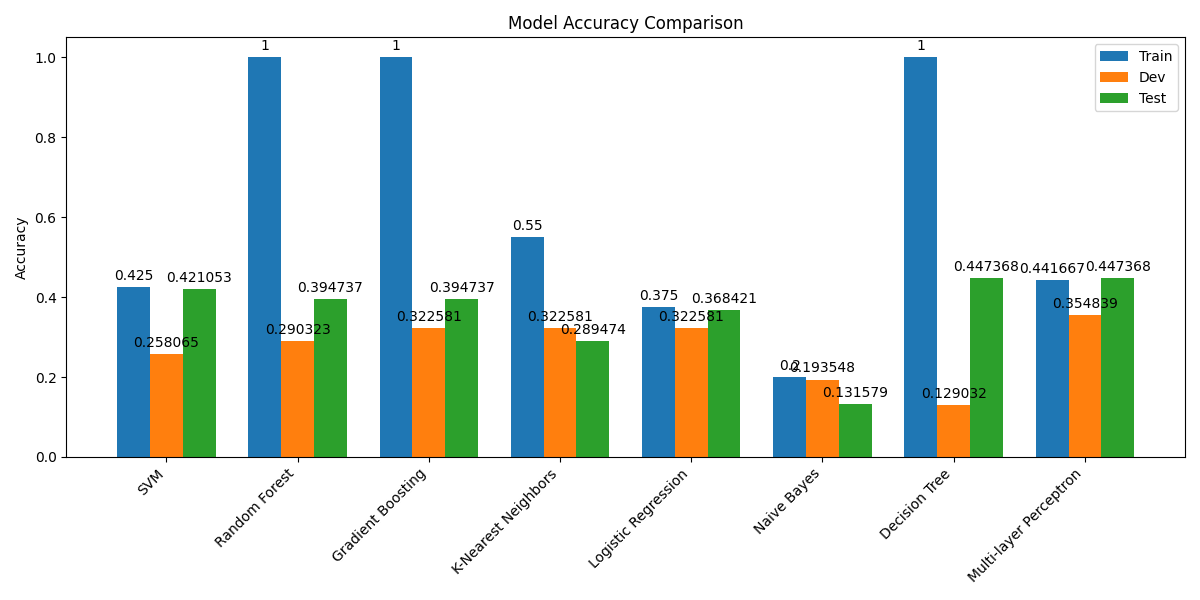 Model Accuracy Comparison
Accuracy
1.0
0.8
0.6
0.4
0.2
0.0
Train
Dev
Test
0.425
0.258065
0.421053
1
0.290323
0.394737
1
0.322581
0.394737
0.55
0.322581
0.289474
0.375
0.322581
0.368421
0.2
0.193548
0.131579
1
0.129032
0.447368
0.441667
0.354839
0.447368
SVM
Random Forest
Gradient Boosting
K-Nearest Neighbors
Logistic Regression
Naive Bayes
Decision Tree
Multi-layer Perceptron